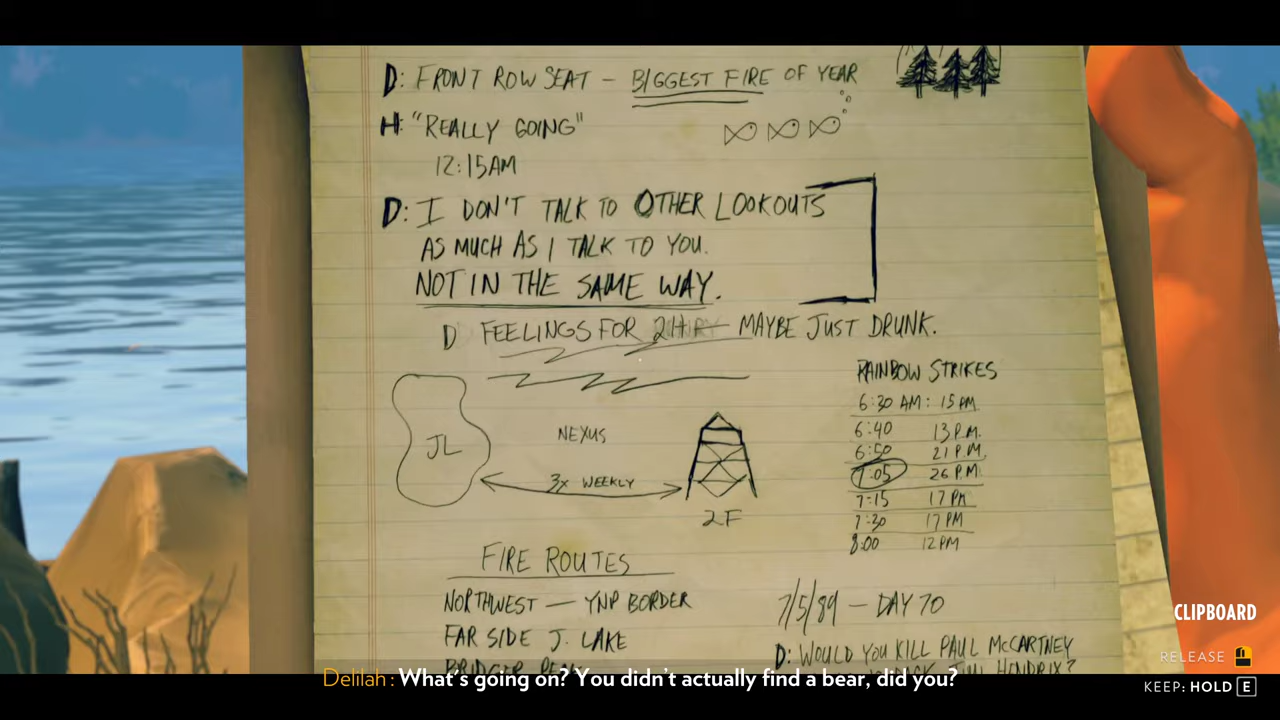 D: FRONT ROW SEAT — BIGGEST FIRE OF YEAR
H: "REALLY GOING"
12:15AM
D: I DON'T TALK TO OTHER LOOKOUTS
AS MUCH AS I TALK TO YOU.
NOT IN THE SAME WAY.
D FEELINGS FOR MAYBE JUST DRUNK.
RAINBOW STRIKES
6:30 AM: 15 PM
6:40 13 P.M.
6:50 21 P.M.
7:05 26 P.M.
7:15 17 PM
7:30 17 PM
8:00 12 PM
JL
NEXUS
3x WEEKLY
2F
FIRE ROUTES
NORTHWEST — YNP BORDER
FAR SIDE J. LAKE
BRIDGER
7/5/89 — DAY 70
D: WOULD YOU KILL PAUL McCARTNEY
JIMI HENDRIX?
CLIPBOARD
RELEASE
KEEP: HOLD E
Delilah : What's going on? You didn't actually find a bear, did you?